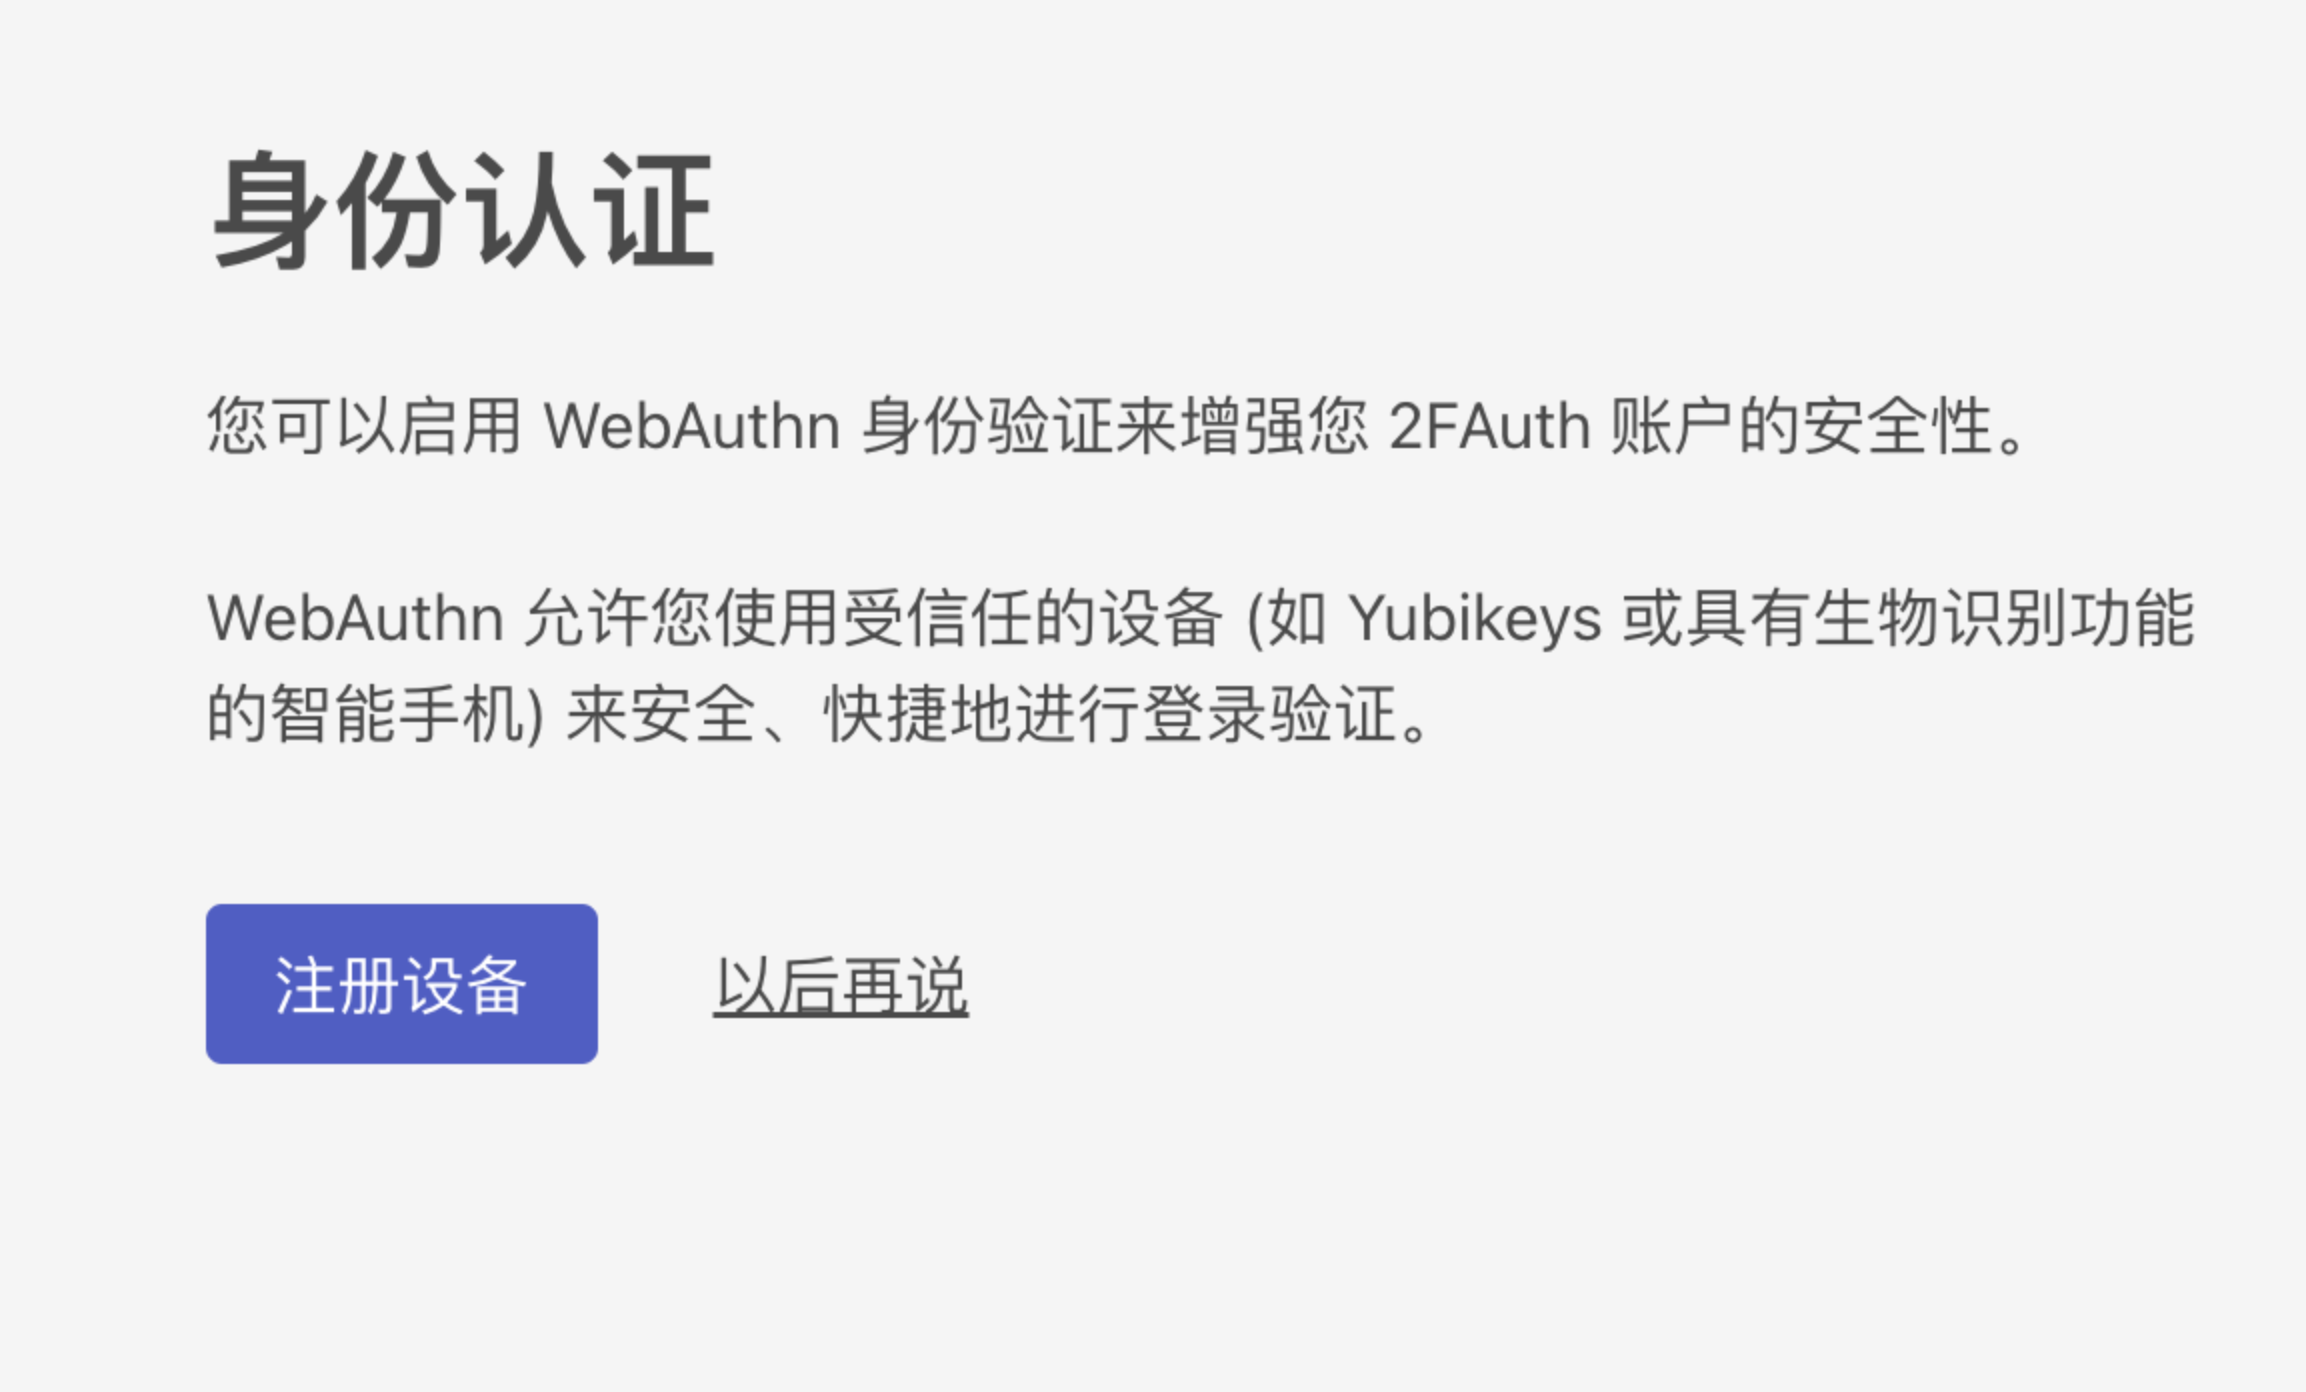 身份认证
您可以启用 WebAuthn 身份验证来增强您 2FAuth 账户的安全性。
WebAuthn 允许您使用受信任的设备 (如 Yubikeys 或具有生物识别功能
的智能手机) 来安全、快捷地进行登录验证。
注册设备
以后再说